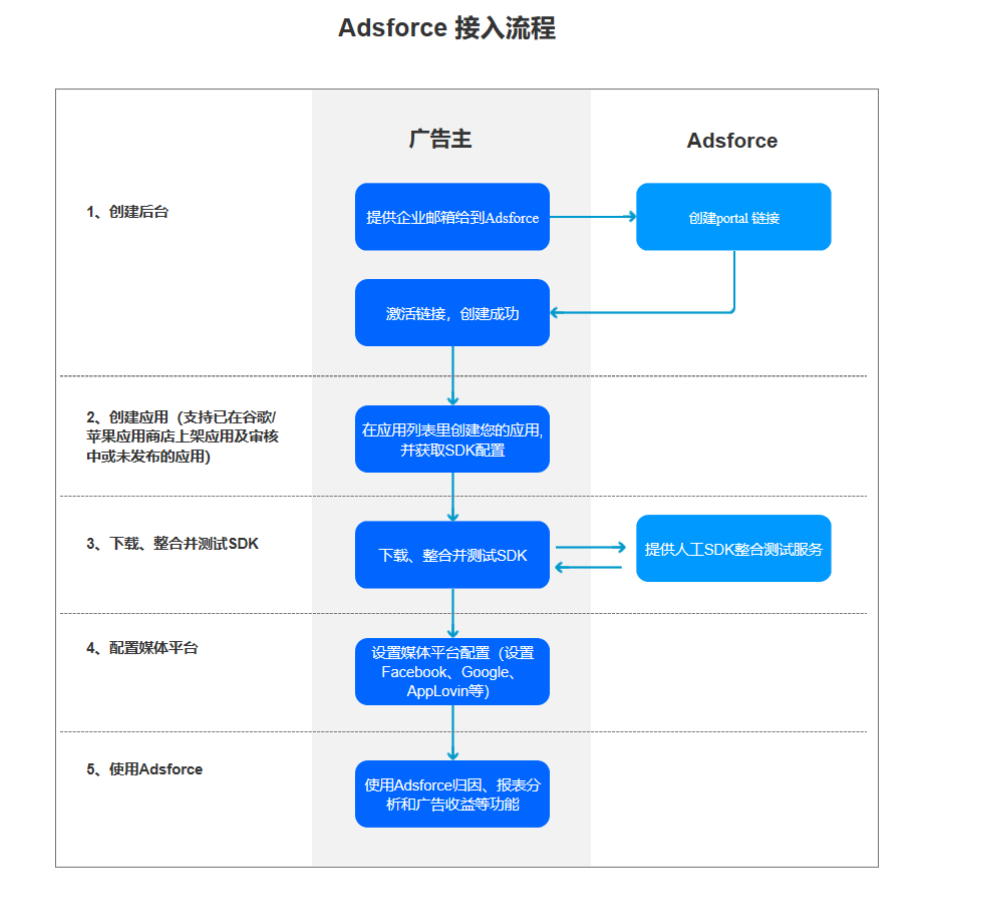 Adsforce 接入流程
广告主
Adsforce
1、创建后台
提供企业邮箱给到Adsforce
创建portal 链接
激活链接，创建成功
2、创建应用（支持已在谷歌/
苹果应用商店上架应用及审核
中或未发布的应用）
在应用列表里创建您的应用,
并获取SDK配置
3、下载、整合并测试SDK
下载、整合并测试SDK
提供人工SDK整合测试服务
4、配置媒体平台
设置媒体平台配置（设置
Facebook、Google、
AppLovin等）
5、使用Adsforce
使用Adsforce归因、报表分
析和广告收益等功能